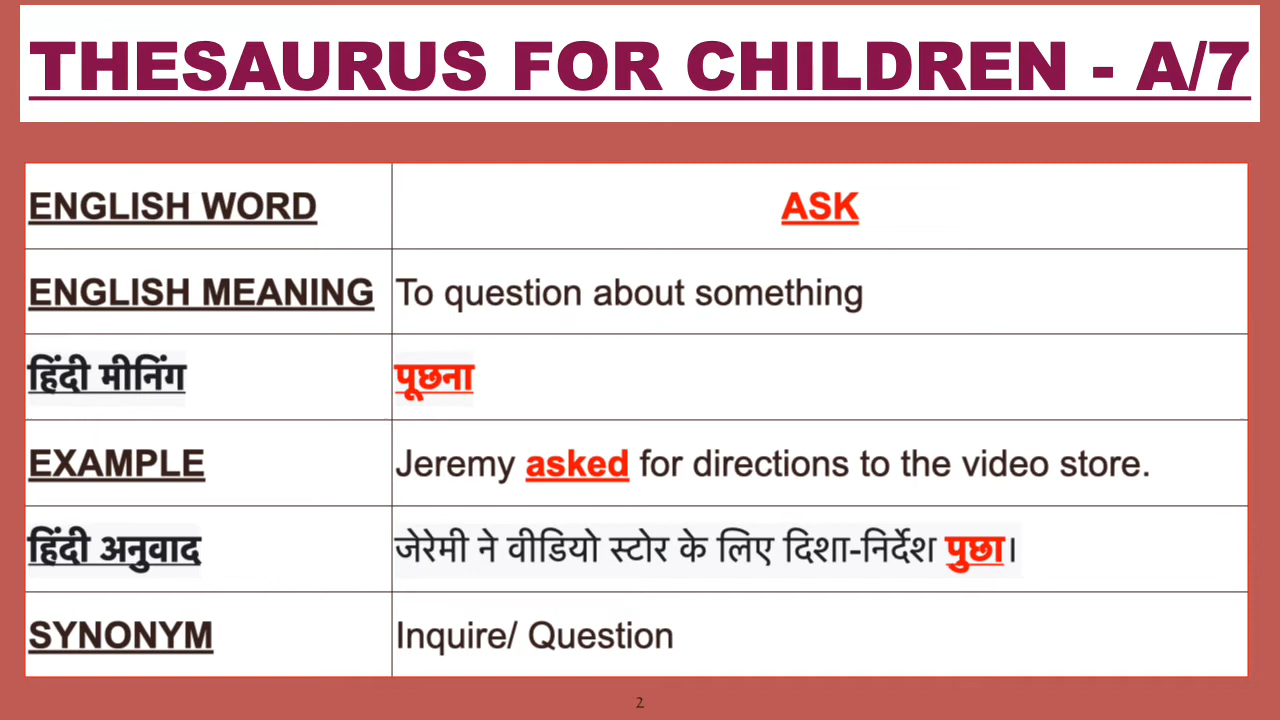 THESAURUS FOR CHILDREN - A/7
ENGLISH WORD
ASK
ENGLISH MEANING
To question about something
हिंदी मीनिंग
पूछना
EXAMPLE
Jeremy asked for directions to the video store.
हिंदी अनुवाद
जेरेमी ने वीडियो स्टोर के लिए दिशा-निर्देश पुछा।
SYNONYM
Inquire/ Question
2